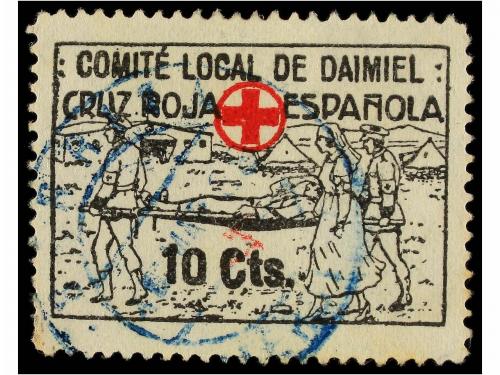 : COMITÉ LOCAL DE DAIMIEL :
CRUZ ROJA ESPAÑOLA
10 Cts.